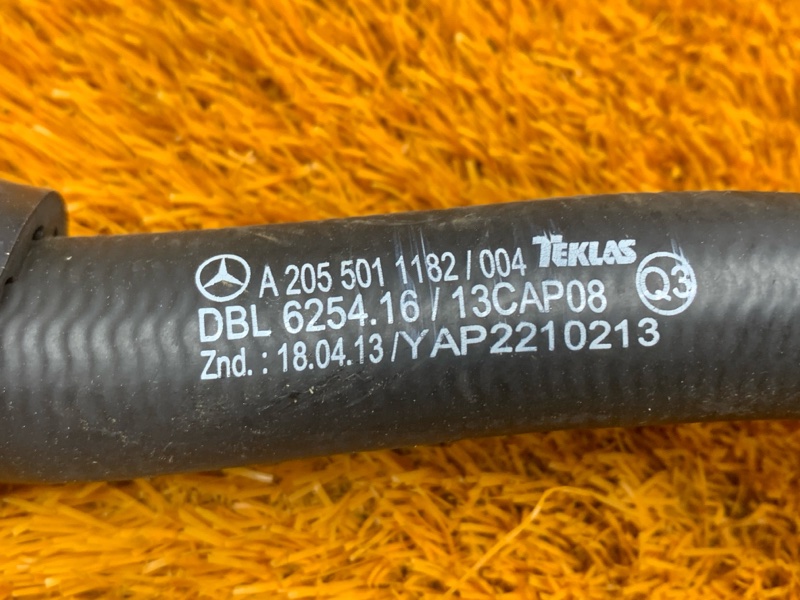 A 205 501 1182 / 004 TEKLAS Q3
DBL 6254.16 / 13CAP08
Znd. : 18.04.13 /YAP2210213